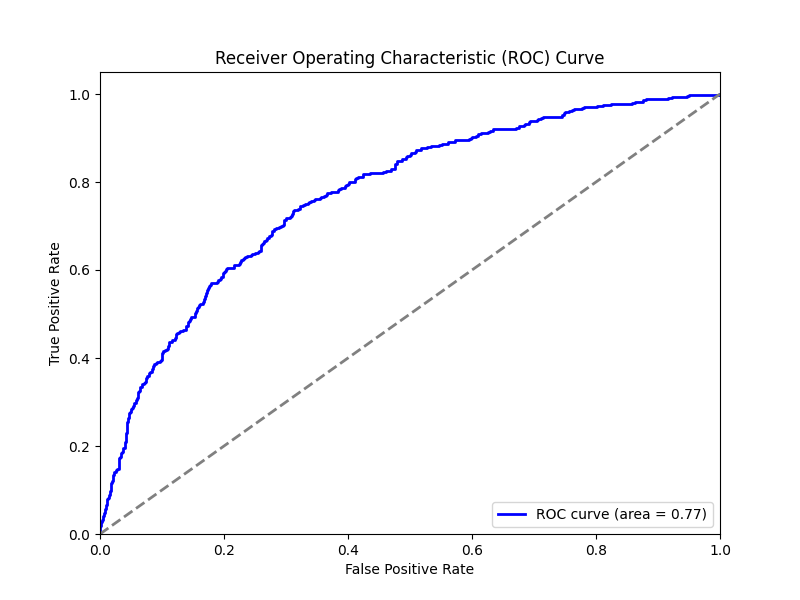 Receiver Operating Characteristic (ROC) Curve
1.0
0.8
0.6
0.4
0.2
0.0
True Positive Rate
0.0 0.2 0.4 0.6 0.8 1.0
False Positive Rate
ROC curve (area = 0.77)